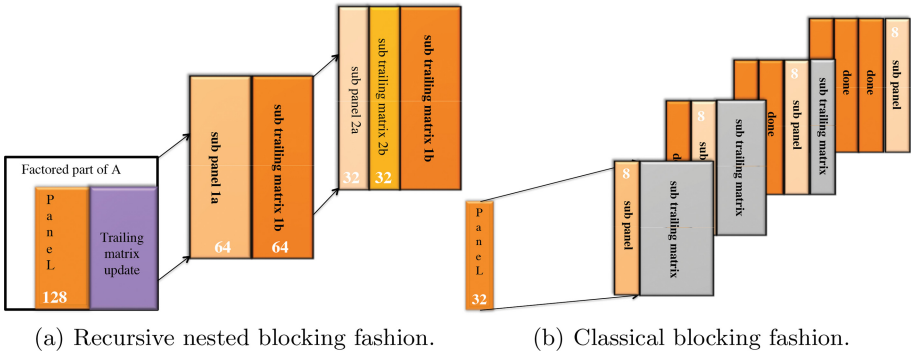 Factored part of A
PaneL
128
Trailing
matrix
update
sub panel 1a
64
sub trailing matrix 1b
64
sub panel 2a
32
sub trailing matrix 2b
32
sub trailing matrix 1b
(a) Recursive nested blocking fashion.
PaneL
32
8
sub panel
sub trailing matrix
8
sub trailing matrix
done
8
sub panel
sub trailing matrix
done
done
8
sub panel
(b) Classical blocking fashion.